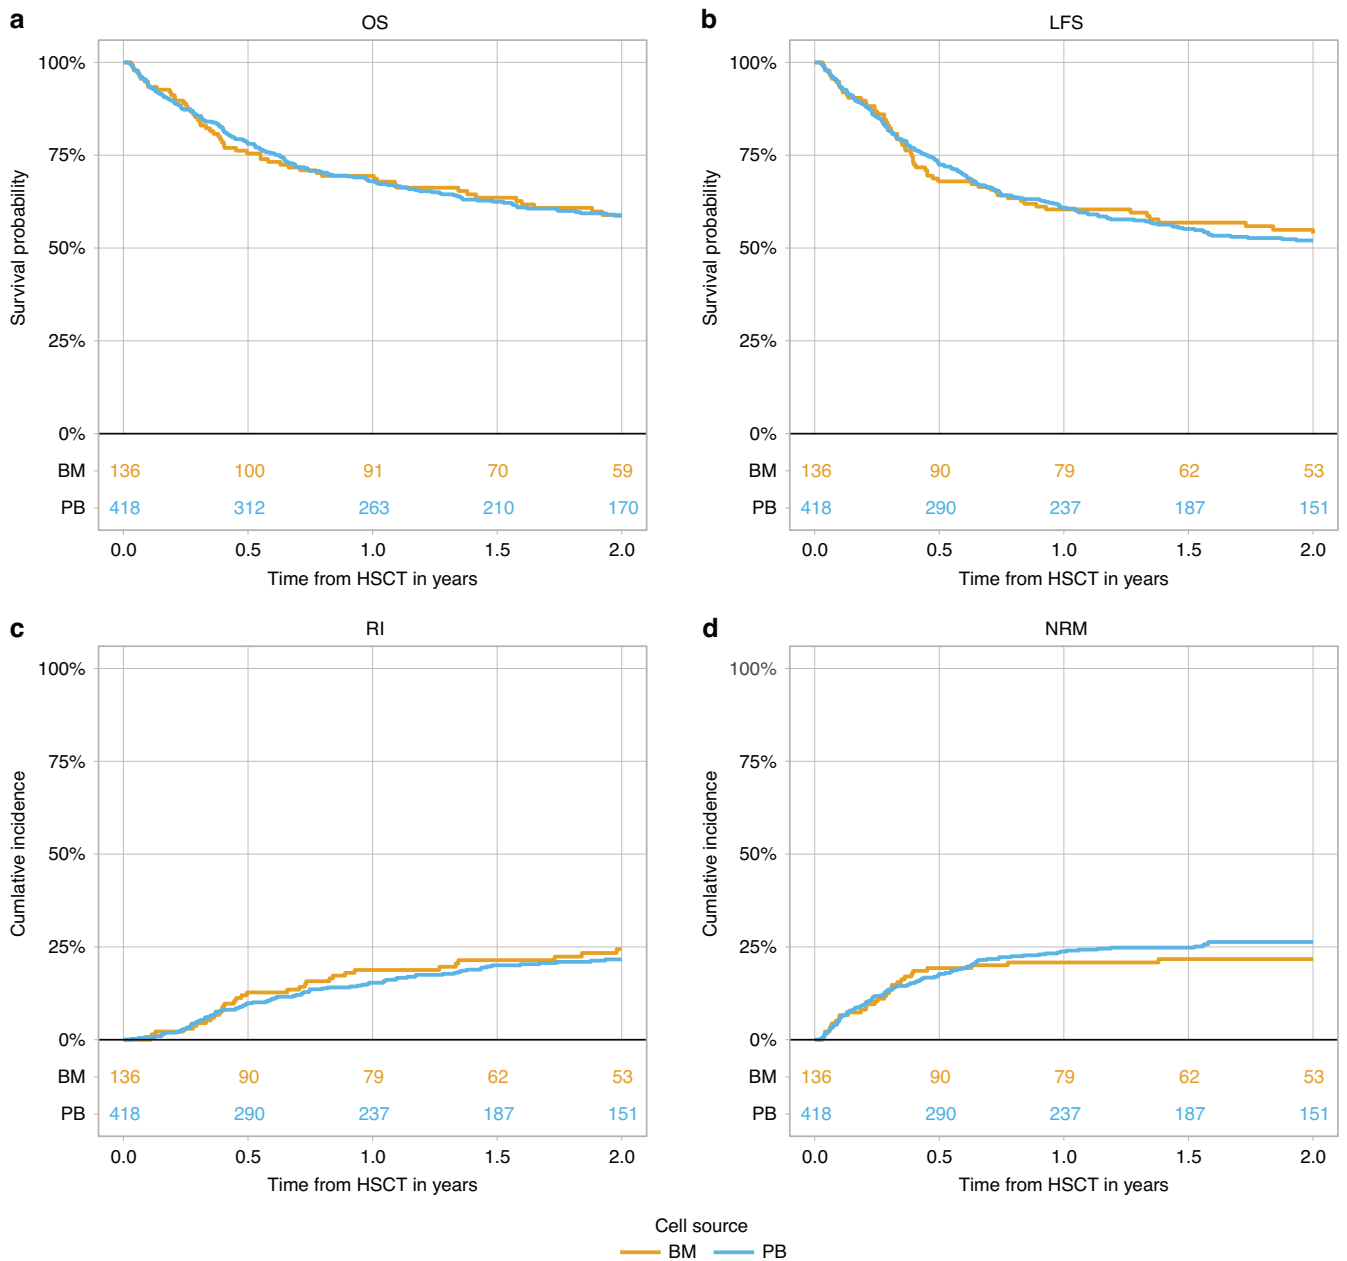 a
OS
100%
75%
50%
25%
0%
Survival probability
BM 136 100 91 70 59
PB 418 312 263 210 170
0.0 0.5 1.0 1.5 2.0
Time from HSCT in years
b
LFS
100%
75%
50%
25%
0%
Survival probability
BM 136 90 79 62 53
PB 418 290 237 187 151
0.0 0.5 1.0 1.5 2.0
Time from HSCT in years
c
RI
100%
75%
50%
25%
0%
Cumlative incidence
BM 136 90 79 62 53
PB 418 290 237 187 151
0.0 0.5 1.0 1.5 2.0
Time from HSCT in years
d
NRM
100%
75%
50%
25%
0%
Cumlative incidence
BM 136 90 79 62 53
PB 418 290 237 187 151
0.0 0.5 1.0 1.5 2.0
Time from HSCT in years
Cell source
BM PB